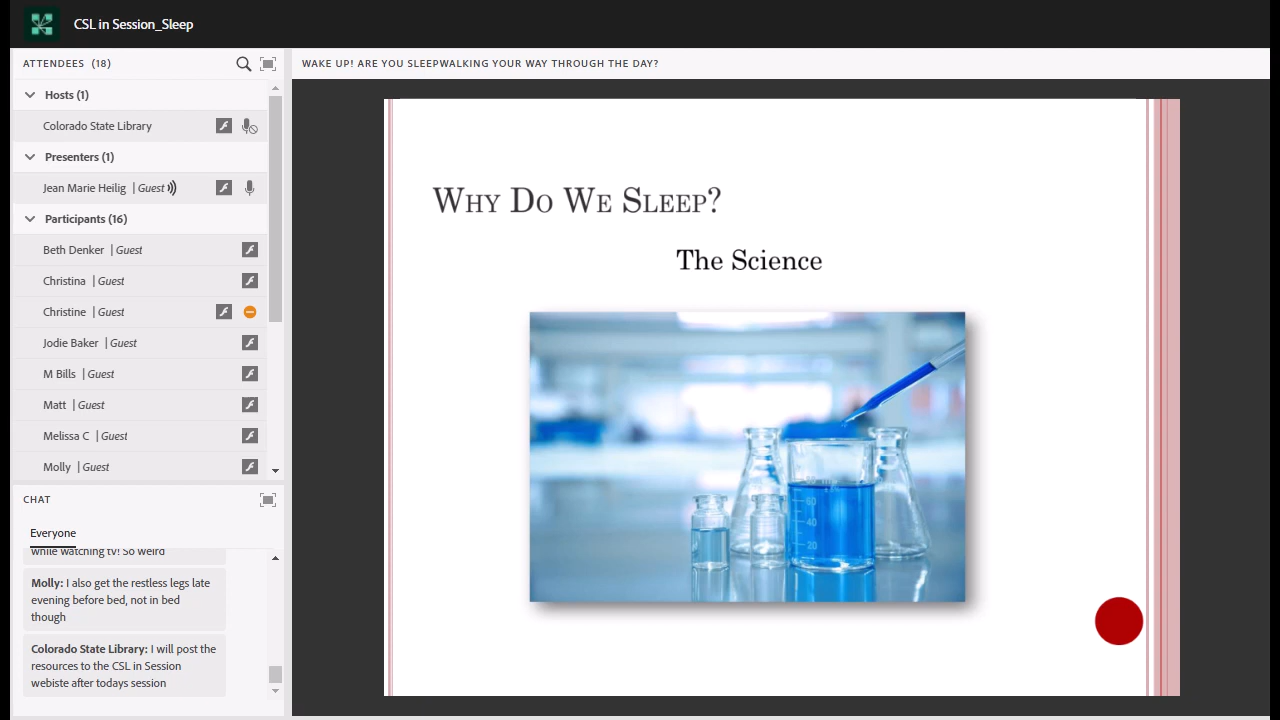 CSL in Session_Sleep
ATTENDEES (18)
Hosts (1)
Colorado State Library
Presenters (1)
Jean Marie Heilig | Guest
Participants (16)
Beth Denker | Guest
Christina | Guest
Christine | Guest
Jodie Baker | Guest
M Bills | Guest
Matt | Guest
Melissa C | Guest
Molly | Guest
CHAT
Everyone
while watching tv! So weird
Molly: I also get the restless legs late
evening before bed, not in bed
though
Colorado State Library: I will post the
resources to the CSL in Session
webiste after todays session
WAKE UP! ARE YOU SLEEPWALKING YOUR WAY THROUGH THE DAY?
WHY DO WE SLEEP?
The Science
60
40
20